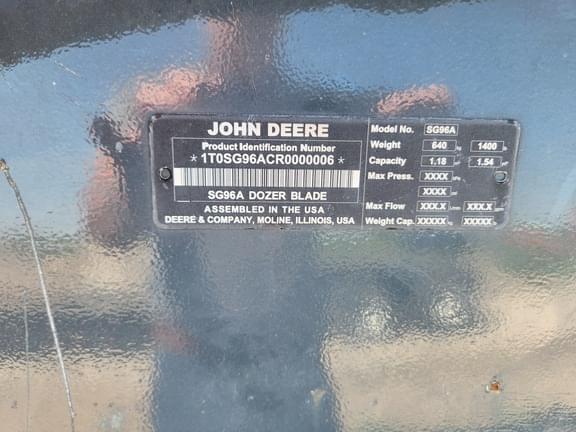 JOHN DEERE
Product Identification Number
*1T0SG96ACR0000006*
SG96A DOZER BLADE
ASSEMBLED IN THE USA
DEERE & COMPANY, MOLINE, ILLINOIS, USA
Model No. SG96A
Weight 640 kg 1400
Capacity 1.18 1.54
Max Press. XXXX
XXXX
Max Flow XXX.X XXX.X
Weight Cap. XXXXX XXXXX